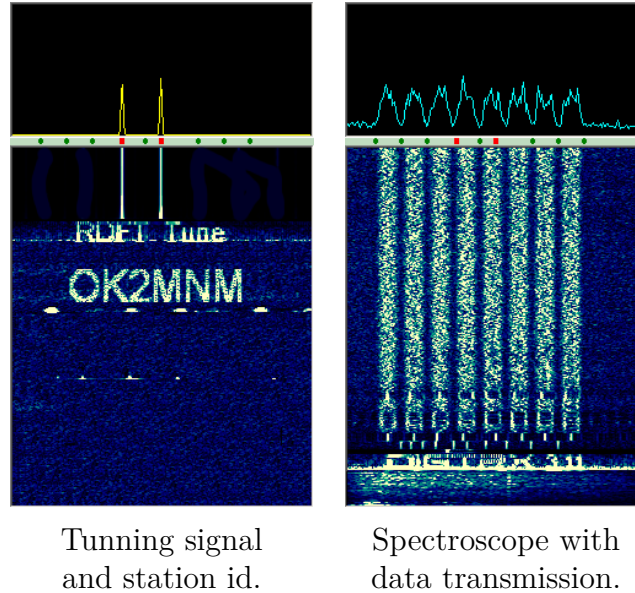 RDFT Tune
OK2MNM
Tunning signal
and station id.
Spectroscope with
data transmission.